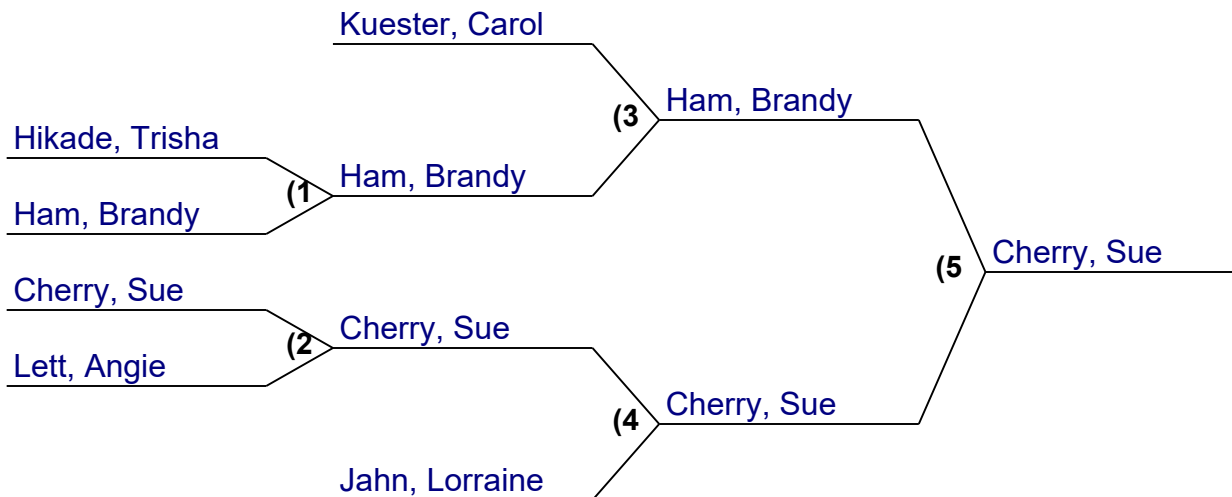 Kuester, Carol
(3
Ham, Brandy
Hikade, Trisha
(1
Ham, Brandy
Ham, Brandy
(5
Cherry, Sue
Cherry, Sue
(2
Cherry, Sue
Lett, Angie
(4
Cherry, Sue
Jahn, Lorraine